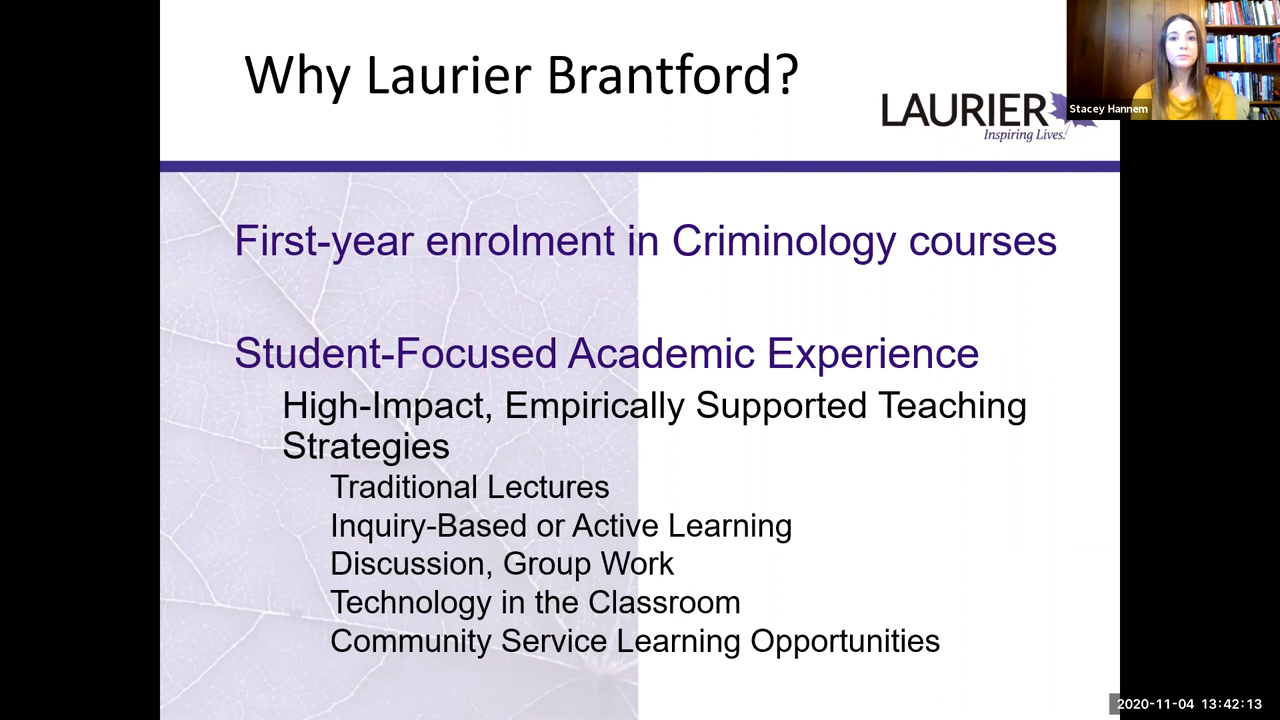 Why Laurier Brantford?
LAURIER
Inspiring Lives.
Stacey Hannem
First-year enrolment in Criminology courses
Student-Focused Academic Experience
High-Impact, Empirically Supported Teaching
Strategies
Traditional Lectures
Inquiry-Based or Active Learning
Discussion, Group Work
Technology in the Classroom
Community Service Learning Opportunities
2020-11-04 13:42:13